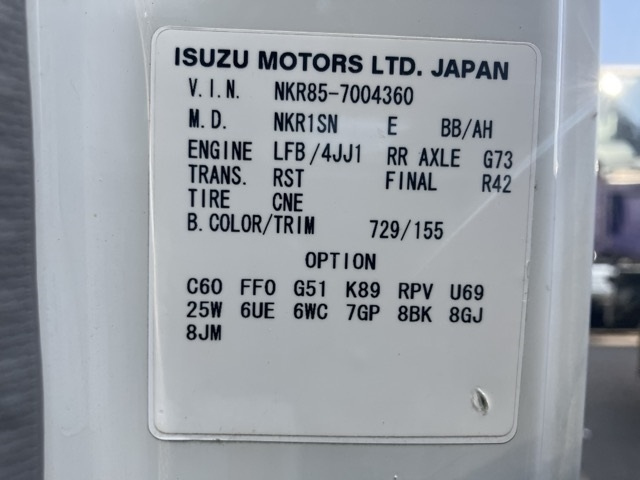 ISUZU MOTORS LTD. JAPAN
V.I.N. NKR85-7004360
M.D. NKR1SN E BB/AH
ENGINE LFB/4JJ1 RR AXLE G73
TRANS. RST FINAL R42
TIRE CNE
B.COLOR/TRIM 729/155
OPTION
C60 FF0 G51 K89 RPV U69
25W 6UE 6WC 7GP 8BK 8GJ
8JM